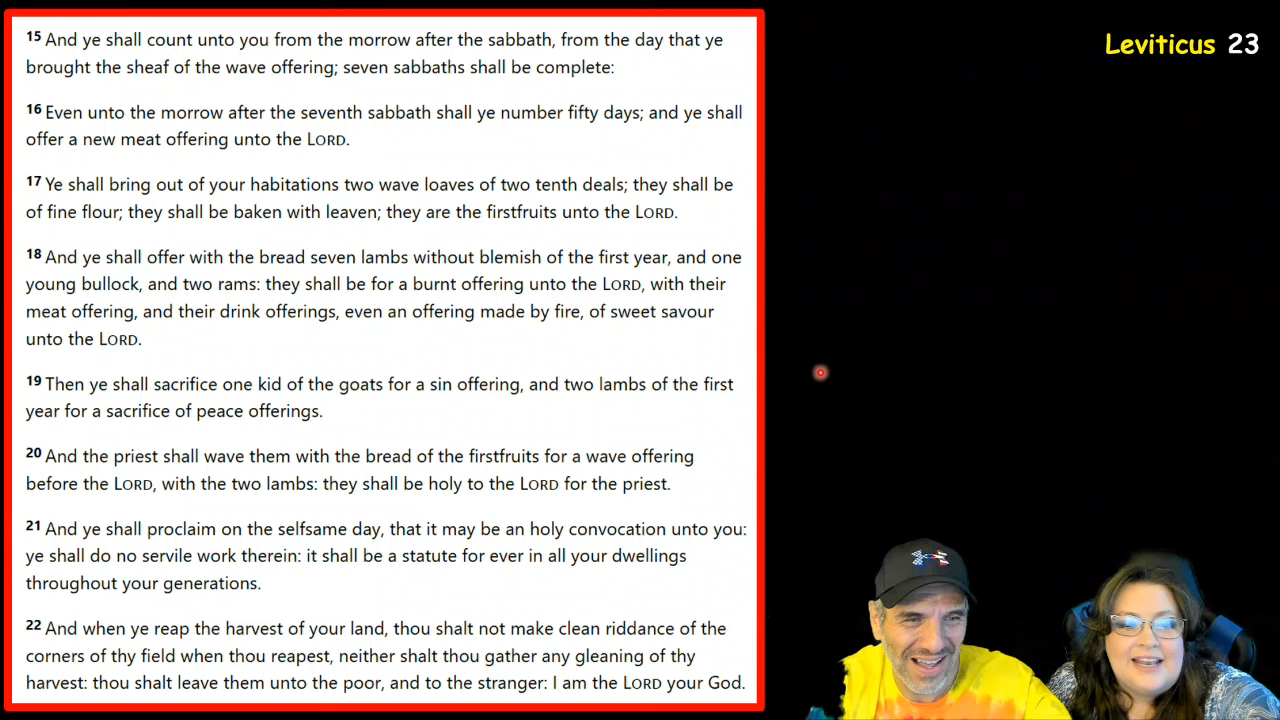 Leviticus 23
15 And ye shall count unto you from the morrow after the sabbath, from the day that ye
brought the sheaf of the wave offering; seven sabbaths shall be complete:
16 Even unto the morrow after the seventh sabbath shall ye number fifty days; and ye shall
offer a new meat offering unto the LORD.
17 Ye shall bring out of your habitations two wave loaves of two tenth deals; they shall be
of fine flour; they shall be baken with leaven; they are the firstfruits unto the LORD.
18 And ye shall offer with the bread seven lambs without blemish of the first year, and one
young bullock, and two rams: they shall be for a burnt offering unto the LORD, with their
meat offering, and their drink offerings, even an offering made by fire, of sweet savour
unto the LORD.
19 Then ye shall sacrifice one kid of the goats for a sin offering, and two lambs of the first
year for a sacrifice of peace offerings.
20 And the priest shall wave them with the bread of the firstfruits for a wave offering
before the LORD, with the two lambs: they shall be holy to the LORD for the priest.
21 And ye shall proclaim on the selfsame day, that it may be an holy convocation unto you:
ye shall do no servile work therein: it shall be a statute for ever in all your dwellings
throughout your generations.
22 And when ye reap the harvest of your land, thou shalt not make clean riddance of the
corners of thy field when thou reapest, neither shalt thou gather any gleaning of thy
harvest: thou shalt leave them unto the poor, and to the stranger: I am the LORD your God.